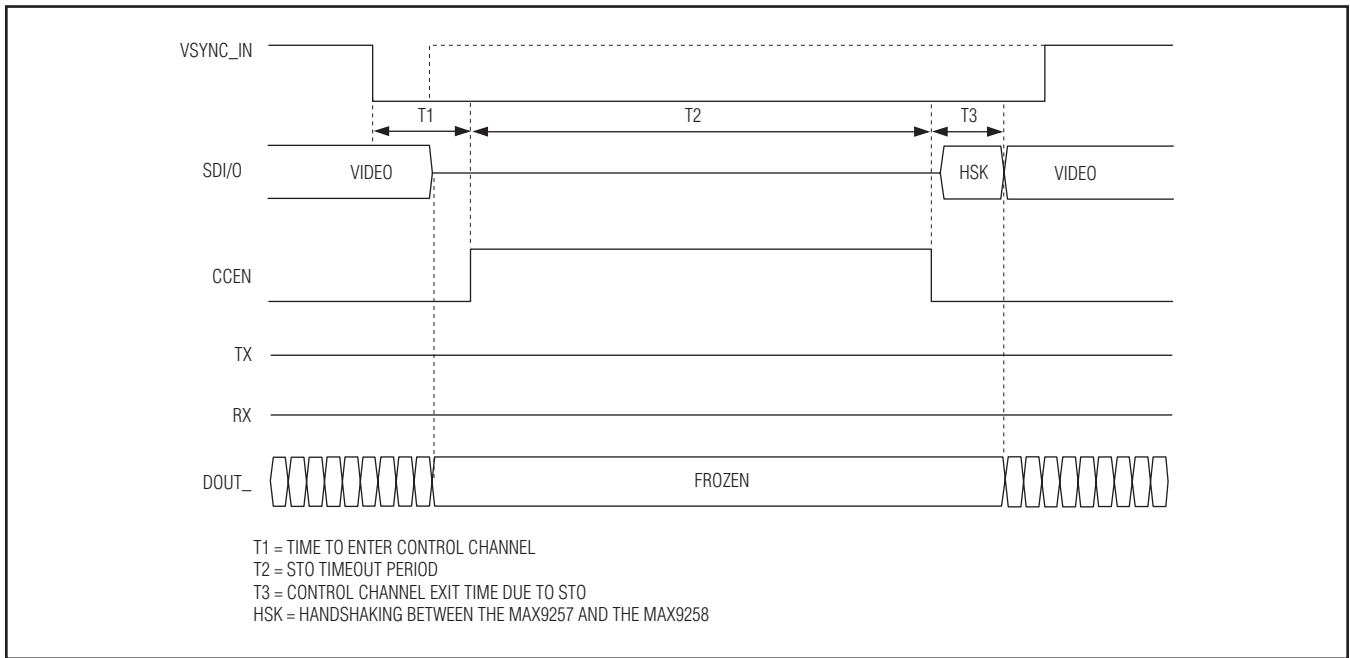 VSYNC_IN
T1
T2
T3
SDI/O
VIDEO
HSK
VIDEO
CCEN
TX
RX
DOUT_
FROZEN
T1 = TIME TO ENTER CONTROL CHANNEL
T2 = STO TIMEOUT PERIOD
T3 = CONTROL CHANNEL EXIT TIME DUE TO STO
HSK = HANDSHAKING BETWEEN THE MAX9257 AND THE MAX9258